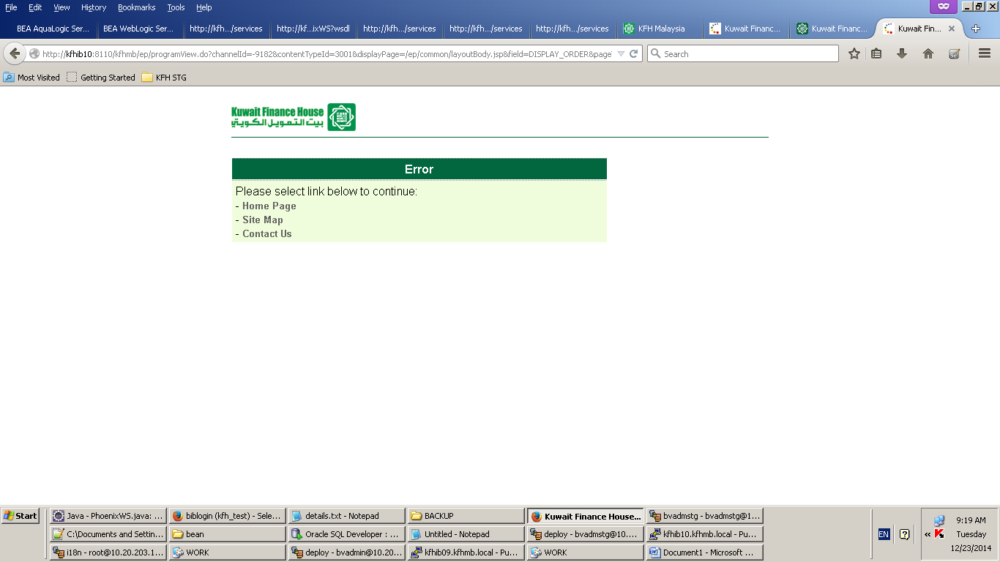 File Edit View History Bookmarks Tools Help
BEA AquaLogic Ser... BEA WebLogic Serv... http://kfh.../services http://kf...ixWS?wsdl http://kfh.../services http://kfh.../services http://kfh.../services KFH Malaysia Kuwait Financ... Kuwait Financ... Kuwait Fin...
http://kfhib10:8110/kfhmb/ep/programView.do?channelId=-9182&contentTypeId=3001&displayPage=/ep/common/layoutBody.jsp&field=DISPLAY_ORDER&page Search
Most Visited Getting Started KFH STG
Kuwait Finance House
بيت التمويل الكويتي
Error
Please select link below to continue:
- Home Page
- Site Map
- Contact Us
Start Java - PhoenixWS.java: ... biblogin (kfh_test) - Sele... details.txt - Notepad BACKUP Kuwait Finance House... bvadmstg - bvadmstg@1... 9:19 AM
C:\Documents and Settin... bean Oracle SQL Developer : ... Untitled - Notepad deploy - bvadmstg@10.... kfhib10.kfhmb.local - Pu... EN Tuesday
i18n - root@10.20.203.1... WORK deploy - bvadmin@10.20... kfhib09.kfhmb.local - Pu... WORK Document1 - Microsoft ... 12/23/2014